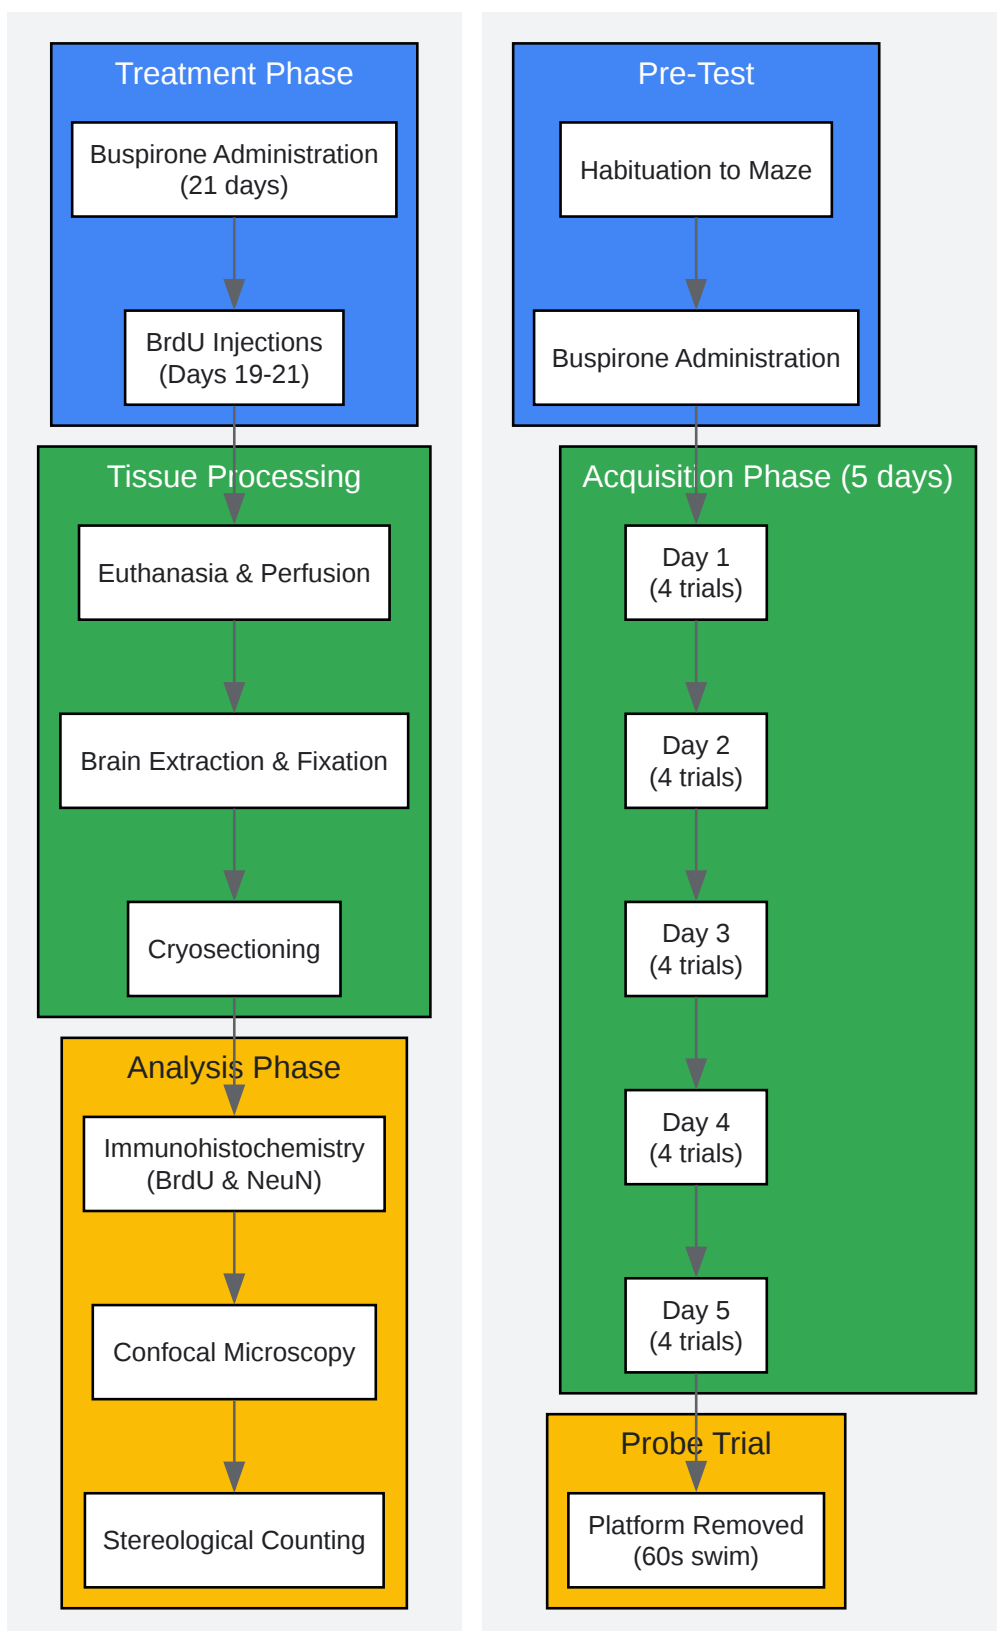 Treatment Phase
Buspirone Administration
(21 days)
BrdU Injections
(Days 19-21)
Tissue Processing
Euthanasia & Perfusion
Brain Extraction & Fixation
Cryosectioning
Analysis Phase
Immunohistochemistry
(BrdU & NeuN)
Confocal Microscopy
Stereological Counting
Pre-Test
Habituation to Maze
Buspirone Administration
Acquisition Phase (5 days)
Day 1
(4 trials)
Day 2
(4 trials)
Day 3
(4 trials)
Day 4
(4 trials)
Day 5
(4 trials)
Probe Trial
Platform Removed
(60s swim)